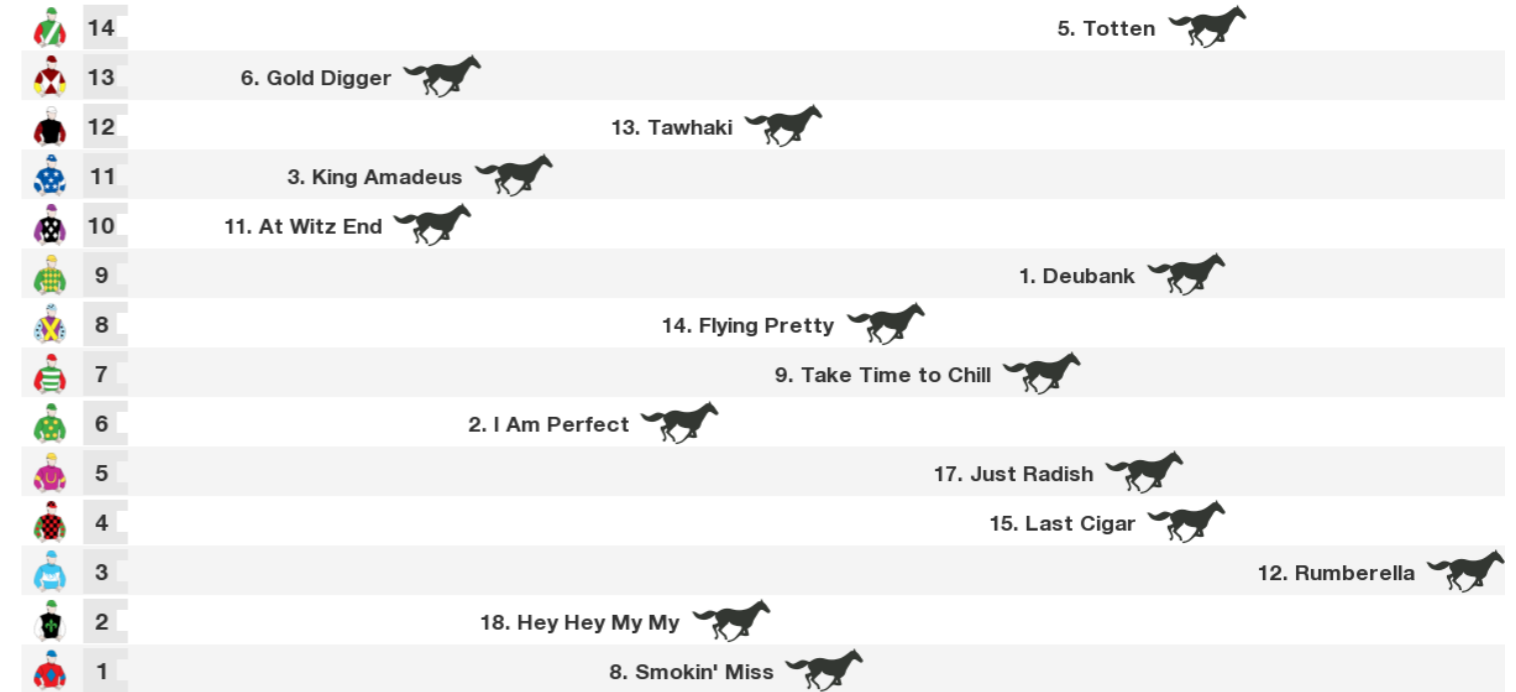 14 5. Totten
13 6. Gold Digger
12 13. Tawhaki
11 3. King Amadeus
10 11. At Witz End
9 1. Deubank
8 14. Flying Pretty
7 9. Take Time to Chill
6 2. I Am Perfect
5 17. Just Radish
4 15. Last Cigar
3 12. Rumberella
2 18. Hey Hey My My
1 8. Smokin' Miss